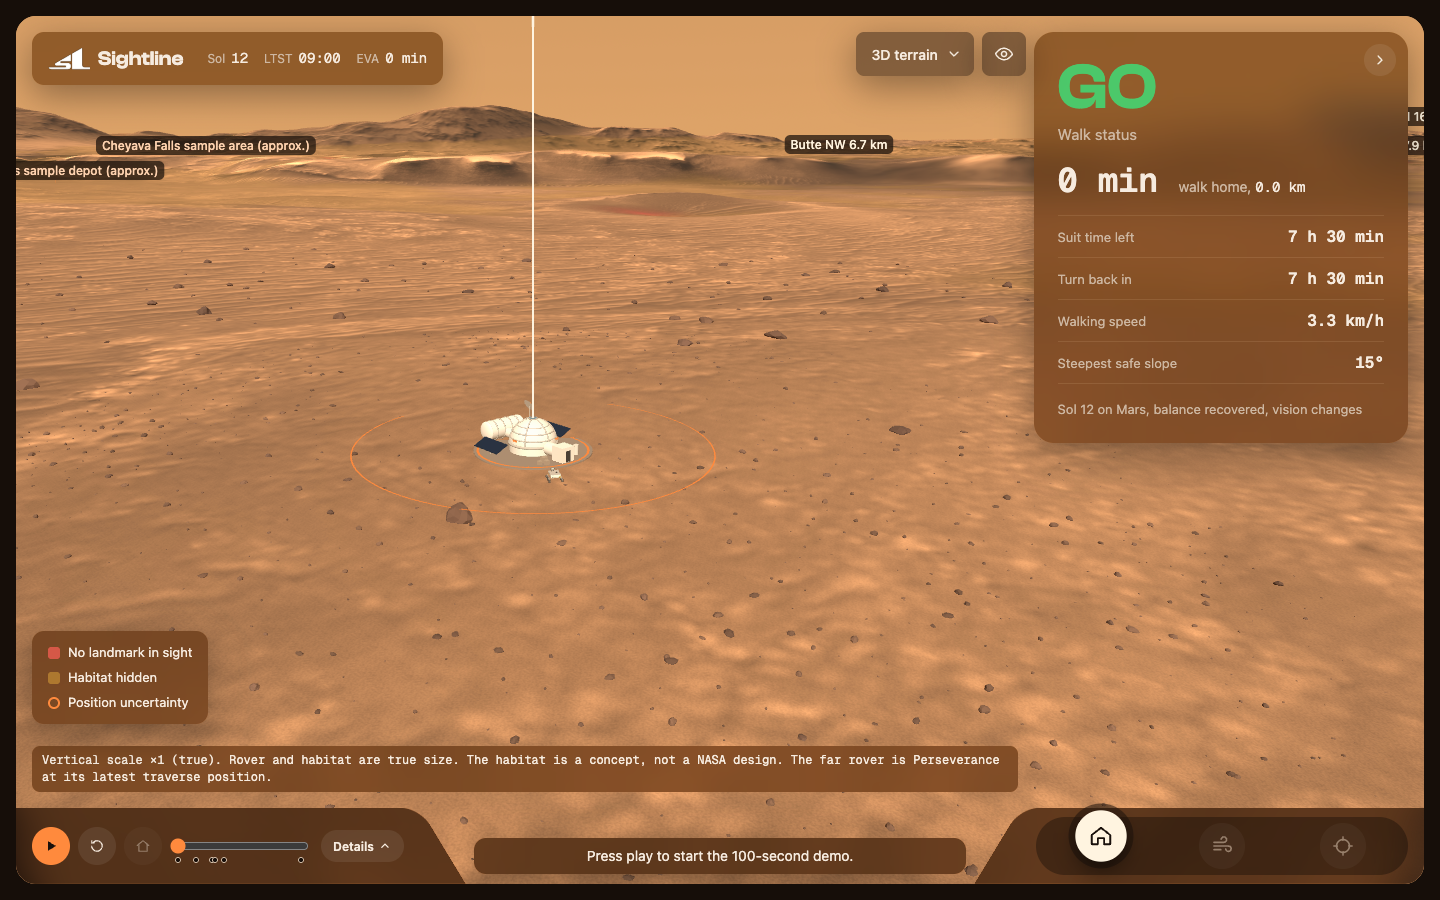 Sightline
Sol 12 LTST 09:00 EVA 0 min
3D terrain
GO
Walk status
0 min walk home, 0.0 km
Suit time left 7 h 30 min
Turn back in 7 h 30 min
Walking speed 3.3 km/h
Steepest safe slope 15°
Sol 12 on Mars, balance recovered, vision changes
Cheyava Falls sample area (approx.)
s sample depot (approx.)
Butte NW 6.7 km
No landmark in sight
Habitat hidden
Position uncertainty
Vertical scale ×1 (true). Rover and habitat are true size. The habitat is a concept, not a NASA design. The far rover is Perseverance
at its latest traverse position.
Details
Press play to start the 100-second demo.